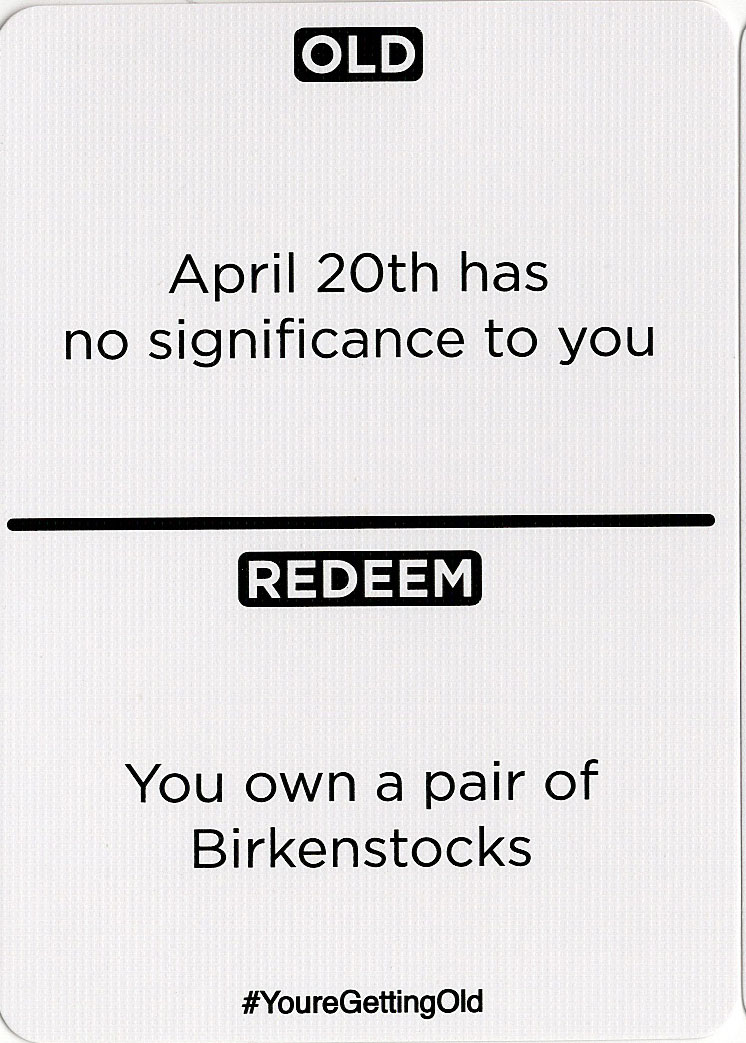 OLD
April 20th has
no significance to you
REDEEM
You own a pair of
Birkenstocks
#YoureGettingOld